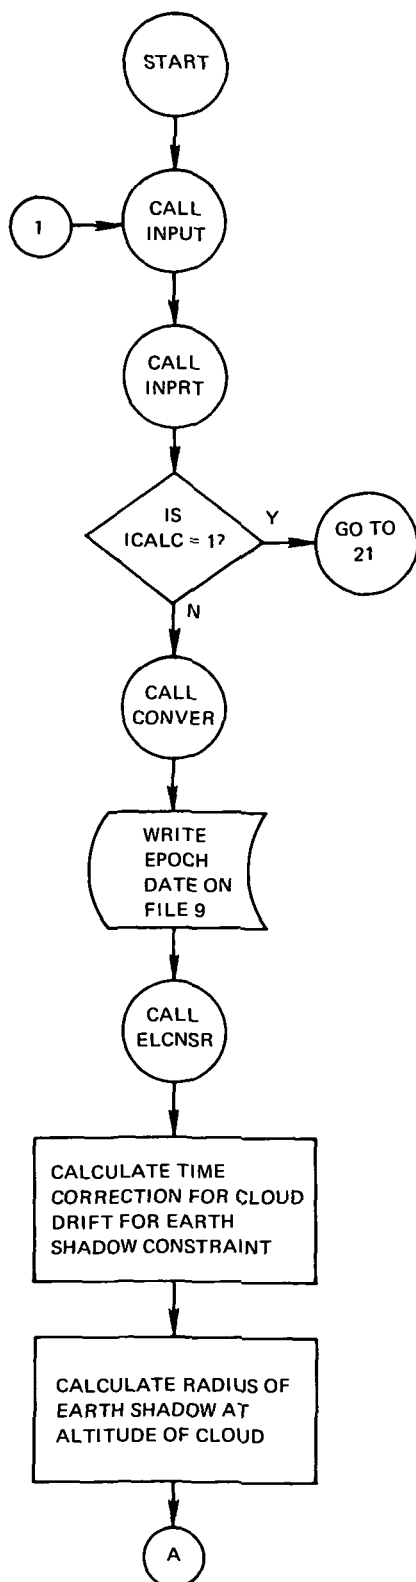 START
1
CALL
INPUT
CALL
INPRT
IS
ICALC = 1?
Y
GO TO
21
N
CALL
CONVER
WRITE
EPOCH
DATE ON
FILE 9
CALL
ELCNSR
CALCULATE TIME
CORRECTION FOR CLOUD
DRIFT FOR EARTH
SHADOW CONSTRAINT
CALCULATE RADIUS OF
EARTH SHADOW AT
ALTITUDE OF CLOUD
A